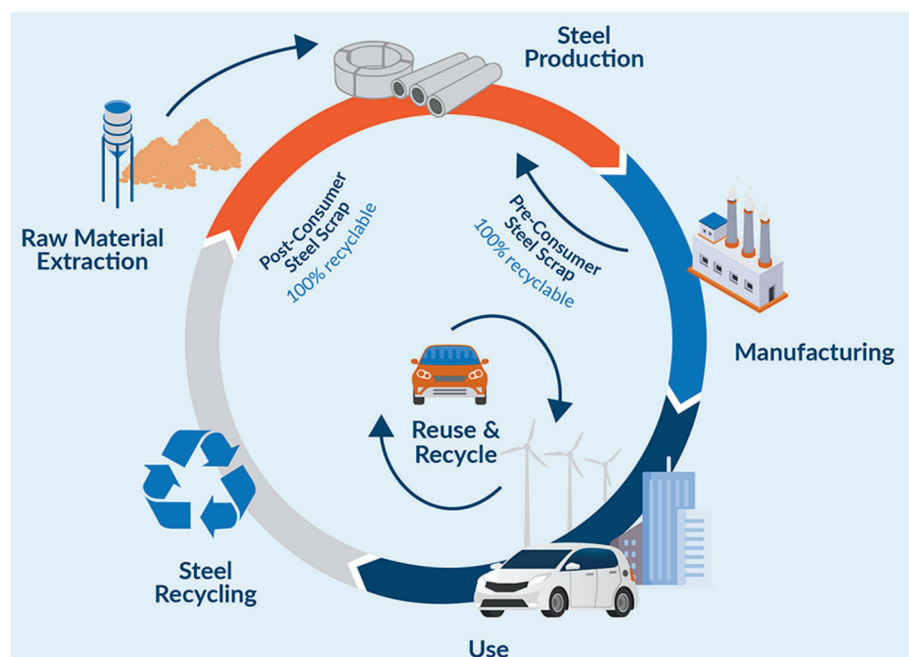 Steel
Production
Raw Material
Extraction
Post-Consumer
Steel Scrap
100% recyclable
Pre-Consumer
Steel Scrap
100% recyclable
Manufacturing
Reuse &
Recycle
Steel
Recycling
Use